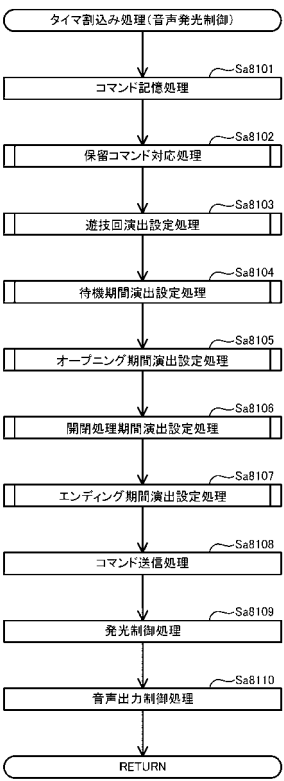 タイマ割込み処理(音声発光制御)
Sa8101
コマンド記憶処理
Sa8102
保留コマンド対応処理
Sa8103
遊技回演出設定処理
Sa8104
待機期間演出設定処理
Sa8105
オープニング期間演出設定処理
Sa8106
開閉処理期間演出設定処理
Sa8107
エンディング期間演出設定処理
Sa8108
コマンド送信処理
Sa8109
発光制御処理
Sa8110
音声出力制御処理
RETURN